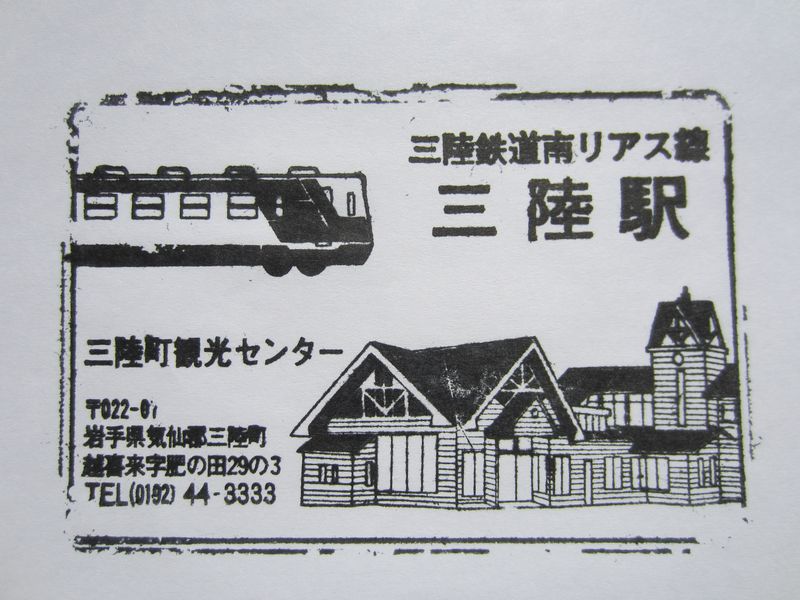 三陸鉄道南リアス線
三陸駅
三陸町観光センター
〒022-01
岩手県気仙郡三陸町
越喜来字肥の田29の3
TEL(0192) 44-3333